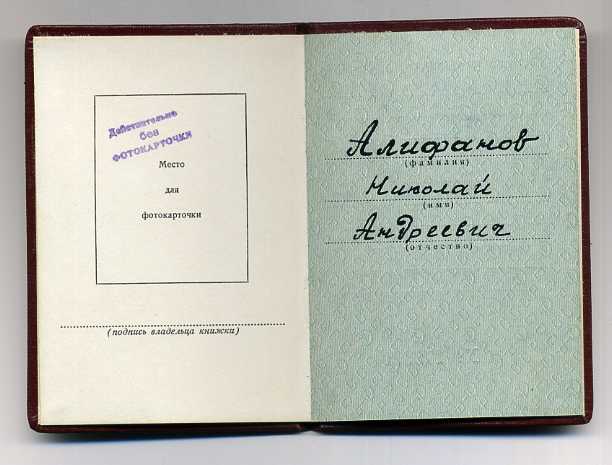 Действительно
без
ФОТОКАРТОЧКИ
Место
для
фотокарточки
(подпись владельца книжки)
Алифанов
(фамилия)
Николай
(имя)
Андреевич
(отчество)